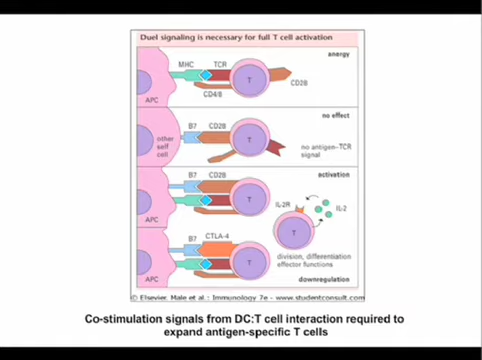 Duel signaling is necessary for full T cell activation
anergy
MHC
TCR
T
CD28
CD4/8
APC
no effect
B7
CD28
other
self
cell
T
no antigen–TCR
signal
activation
B7
CD28
T
IL-2R
IL-2
APC
T
CTLA-4
B7
T
division, differentiation
effector functions
APC
downregulation
© Elsevier. Male et al.: Immunology 7e - www.studentconsult.com
Co-stimulation signals from DC:T cell interaction required to
expand antigen-specific T cells